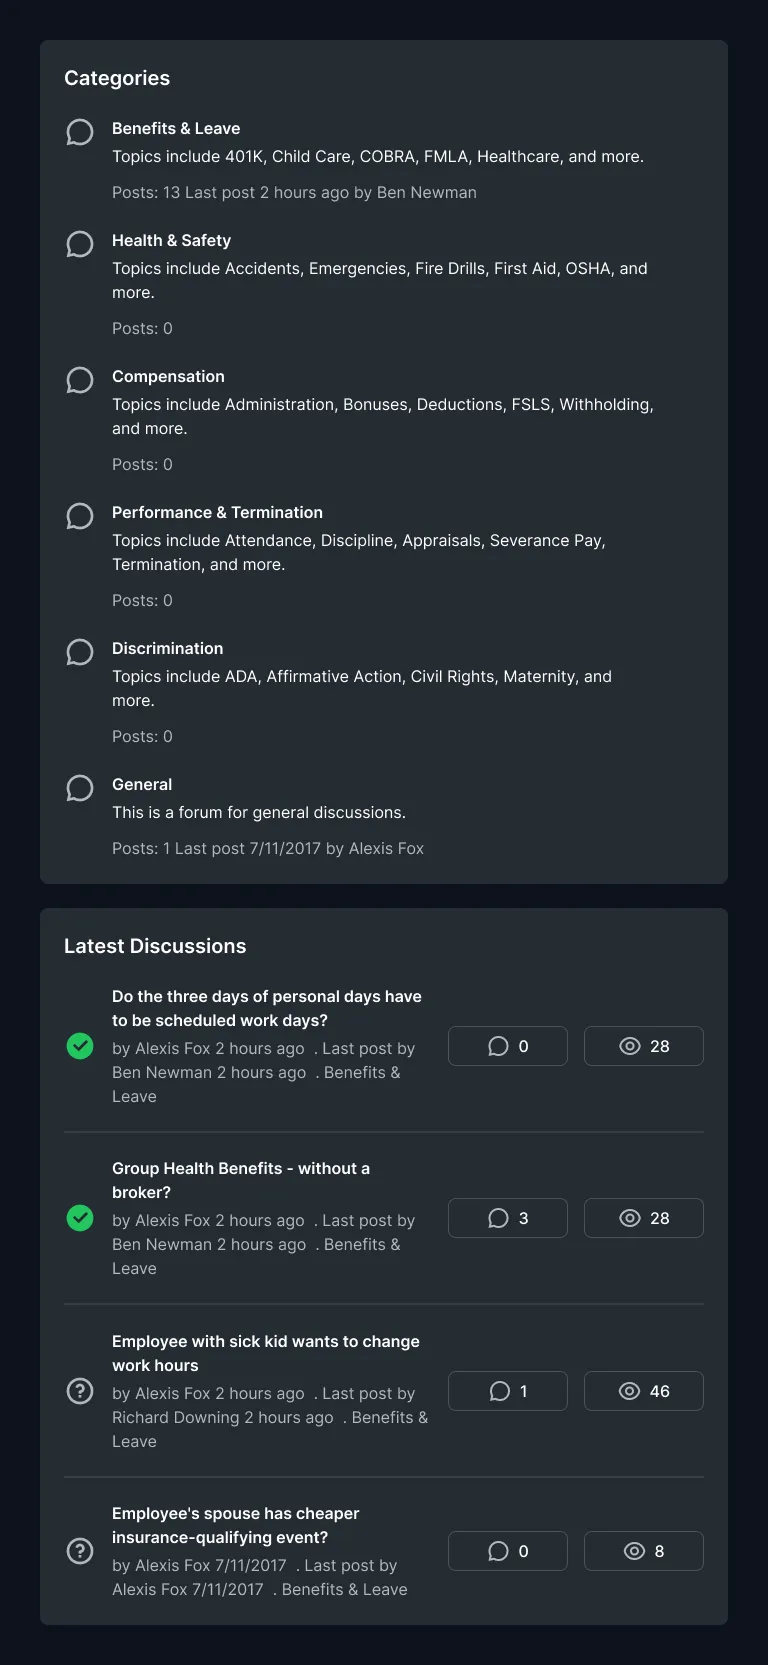 Categories
Benefits & Leave
Topics include 401K, Child Care, COBRA, FMLA, Healthcare, and more.
Posts: 13 Last post 2 hours ago by Ben Newman
Health & Safety
Topics include Accidents, Emergencies, Fire Drills, First Aid, OSHA, and
more.
Posts: 0
Compensation
Topics include Administration, Bonuses, Deductions, FSLS, Withholding,
and more.
Posts: 0
Performance & Termination
Topics include Attendance, Discipline, Appraisals, Severance Pay,
Termination, and more.
Posts: 0
Discrimination
Topics include ADA, Affirmative Action, Civil Rights, Maternity, and
more.
Posts: 0
General
This is a forum for general discussions.
Posts: 1 Last post 7/11/2017 by Alexis Fox
Latest Discussions
Do the three days of personal days have
to be scheduled work days?
by Alexis Fox 2 hours ago . Last post by
Ben Newman 2 hours ago . Benefits &
Leave
0
28
Group Health Benefits - without a
broker?
by Alexis Fox 2 hours ago . Last post by
Ben Newman 2 hours ago . Benefits &
Leave
3
28
Employee with sick kid wants to change
work hours
by Alexis Fox 2 hours ago . Last post by
Richard Downing 2 hours ago . Benefits &
Leave
1
46
Employee's spouse has cheaper
insurance-qualifying event?
by Alexis Fox 7/11/2017 . Last post by
Alexis Fox 7/11/2017 . Benefits & Leave
0
8